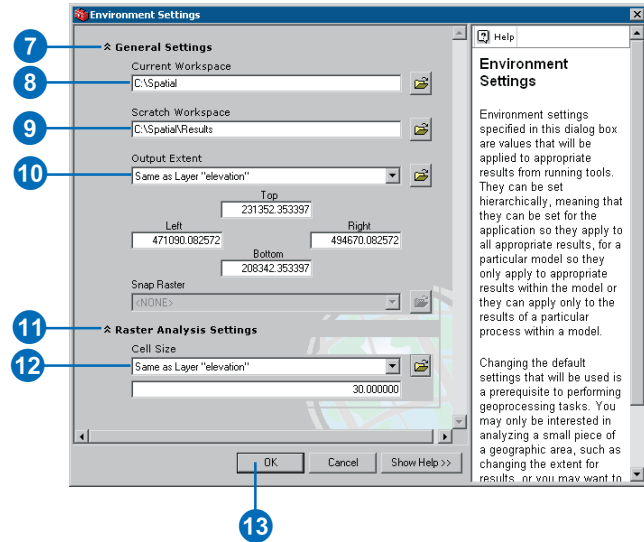 Environment Settings
7
General Settings
Current Workspace
8
C:\Spatial
Scratch Workspace
9
C:\Spatial\Results
Output Extent
10
Same as Layer "elevation"
Top
231352.353397
Left
Right
471090.082572
494670.082572
Bottom
208342.353397
Snap Raster
<NONE>
11
Raster Analysis Settings
Cell Size
12
Same as Layer "elevation"
30.000000
OK
Cancel
Show Help >>
13
Help
Environment
Settings
Environment settings
specified in this dialog box
are values that will be
applied to appropriate
results from running tools.
They can be set
hierarchically, meaning that
they can be set for the
application so they apply to
all appropriate results, for a
particular model so they
only apply to appropriate
results within the model or
they can apply only to the
results of a particular
process within a model.
Changing the default
settings that will be used is
a prerequisite to performing
geoprocessing tasks. You
may only be interested in
analyzing a small piece of
a geographic area, such as
changing the extent for
results, or you may want to